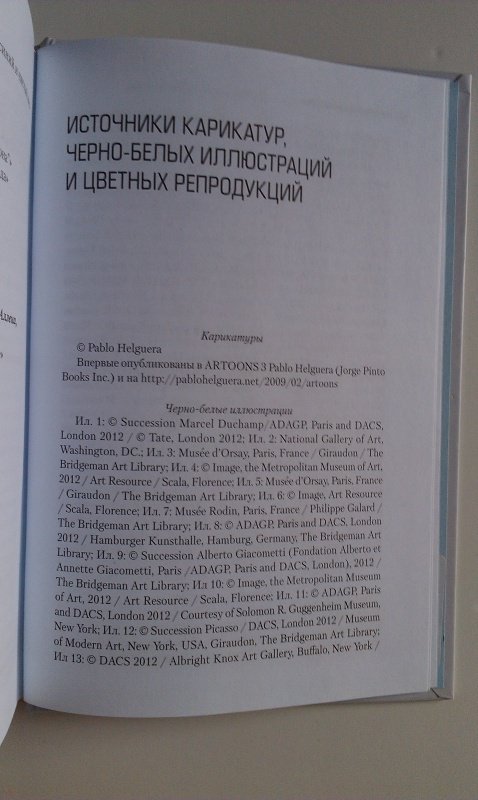 ИСТОЧНИКИ КАРИКАТУР,
ЧЕРНО-БЕЛЫХ ИЛЛЮСТРАЦИЙ
И ЦВЕТНЫХ РЕПРОДУКЦИЙ
Карикатуры
© Pablo Helguera
Впервые опубликованы в ARTOONS 3 Pablo Helguera (Jorge Pinto
Books Inc.) и на http://pablohelguera.net/2009/02/artoons
Черно-белые иллюстрации
Ил. 1: © Succession Marcel Duchamp/ADAGP, Paris and DACS,
London 2012 / © Tate, London 2012; Ил. 2: National Gallery of Art,
Washington, DC.; Ил. 3: Musée d'Orsay, Paris, France / Giraudon / The
Bridgeman Art Library; Ил. 4: © Image, the Metropolitan Museum of Art,
2012 / Art Resource / Scala, Florence; Ил. 5: Musée d'Orsay, Paris, France
/ Giraudon / The Bridgeman Art Library; Ил. 6: © Image, Art Resource
/ Scala, Florence; Ил. 7; Musée Rodin, Paris, France / Philippe Galard /
The Bridgeman Art Library; Ил. 8: © ADAGP, Paris and DACS, London
2012 / Hamburger Kunsthalle, Hamburg, Germany, The Bridgeman Art
Library; Ил. 9: © Succession Alberto Giacometti (Fondation Alberto et
Annette Giacometti, Paris /ADAGP, Paris and DACS, London), 2012 /
The Bridgeman Art Library; Ил 10: © Image, the Metropolitan Museum
of Art, 2012 / Art Resource / Scala, Florence; Ил. 11: © ADAGP, Paris
and DACS, London 2012 / Courtesy of Solomon R. Guggenheim Museum,
New York; Ил. 12: © Succession Picasso / DACS, London 2012 / Museum
of Modern Art, New York, USA, Giraudon, The Bridgeman Art Library;
Ил 13: © DACS 2012 / Albright Knox Art Gallery, Buffalo, New York /